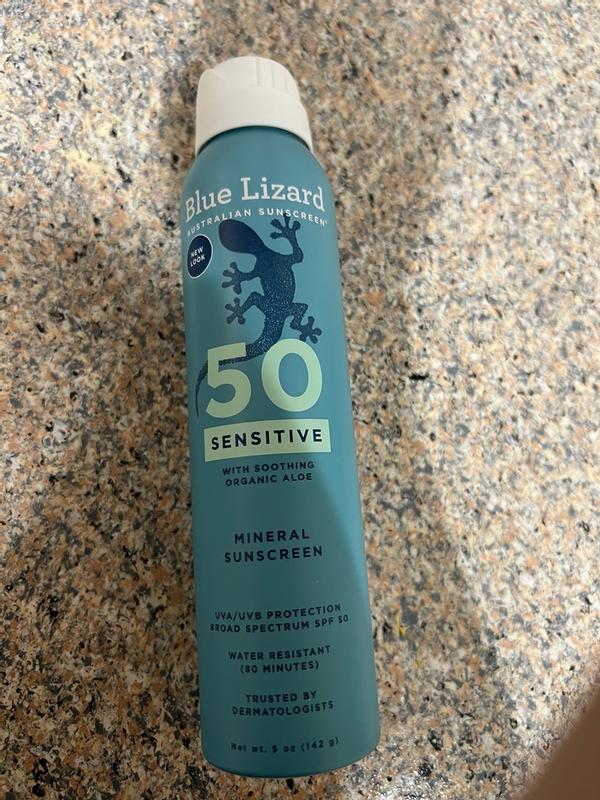 Blue Lizard
AUSTRALIAN SUNSCREEN®
NEW
LOOK
50
SENSITIVE
WITH SOOTHING
ORGANIC ALOE
MINERAL
SUNSCREEN
UVA/UVB PROTECTION
BROAD SPECTRUM SPF 50
WATER RESISTANT
(80 MINUTES)
TRUSTED BY
DERMATOLOGISTS
Net wt. 5 oz (142 g)